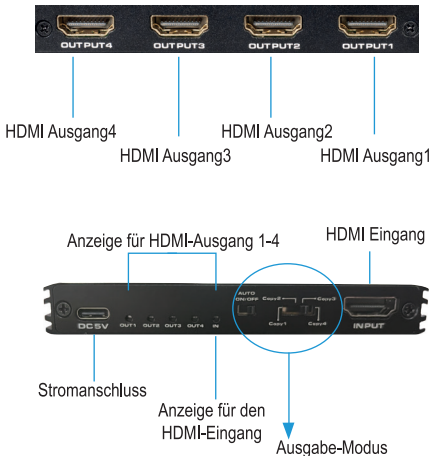 OUTPUT4 OUTPUT3 OUTPUT2 OUTPUT1
HDMI Ausgang4
HDMI Ausgang3
HDMI Ausgang2
HDMI Ausgang1
Anzeige für HDMI-Ausgang 1-4
HDMI Eingang
AUTO
ON/OFF
Copy2
Copy3
Copy1
Copy4
DC5V
OUT1 OUT2 OUT3 OUT4 IN
INPUT
Stromanschluss
Anzeige für den
HDMI-Eingang
Ausgabe-Modus